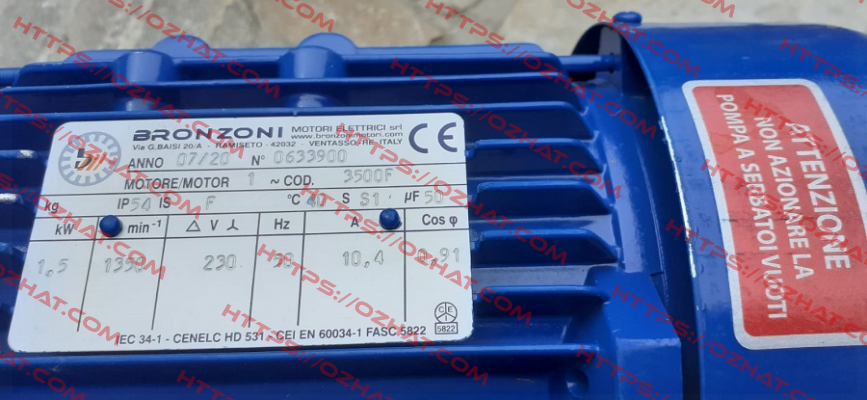 BRONZONI MOTORI ELETTRICI srl
www.bronzonimotori.com
Via G.BAISI 20/A - RAMISETO - 42032 - VENTASSO-RE-ITALY
CE
ANNO 07/20 N° 0633900
MOTORE/MOTOR 1 ~ COD. 3500F
kg IP54 IS F °C 40 S S1 µF 50
kW min-1 Δ V Y Hz A Cos φ
1,5 1350 230 50 10,4 0,91
IEC 34-1 - CENELC HD 531 - CEI EN 60034-1 FASC.5822
CE
I
5822
ATTENZIONE
NON AZIONARE LA
POMPA A SERBATOI VUOTI
HTTPS://OZHAT.COM